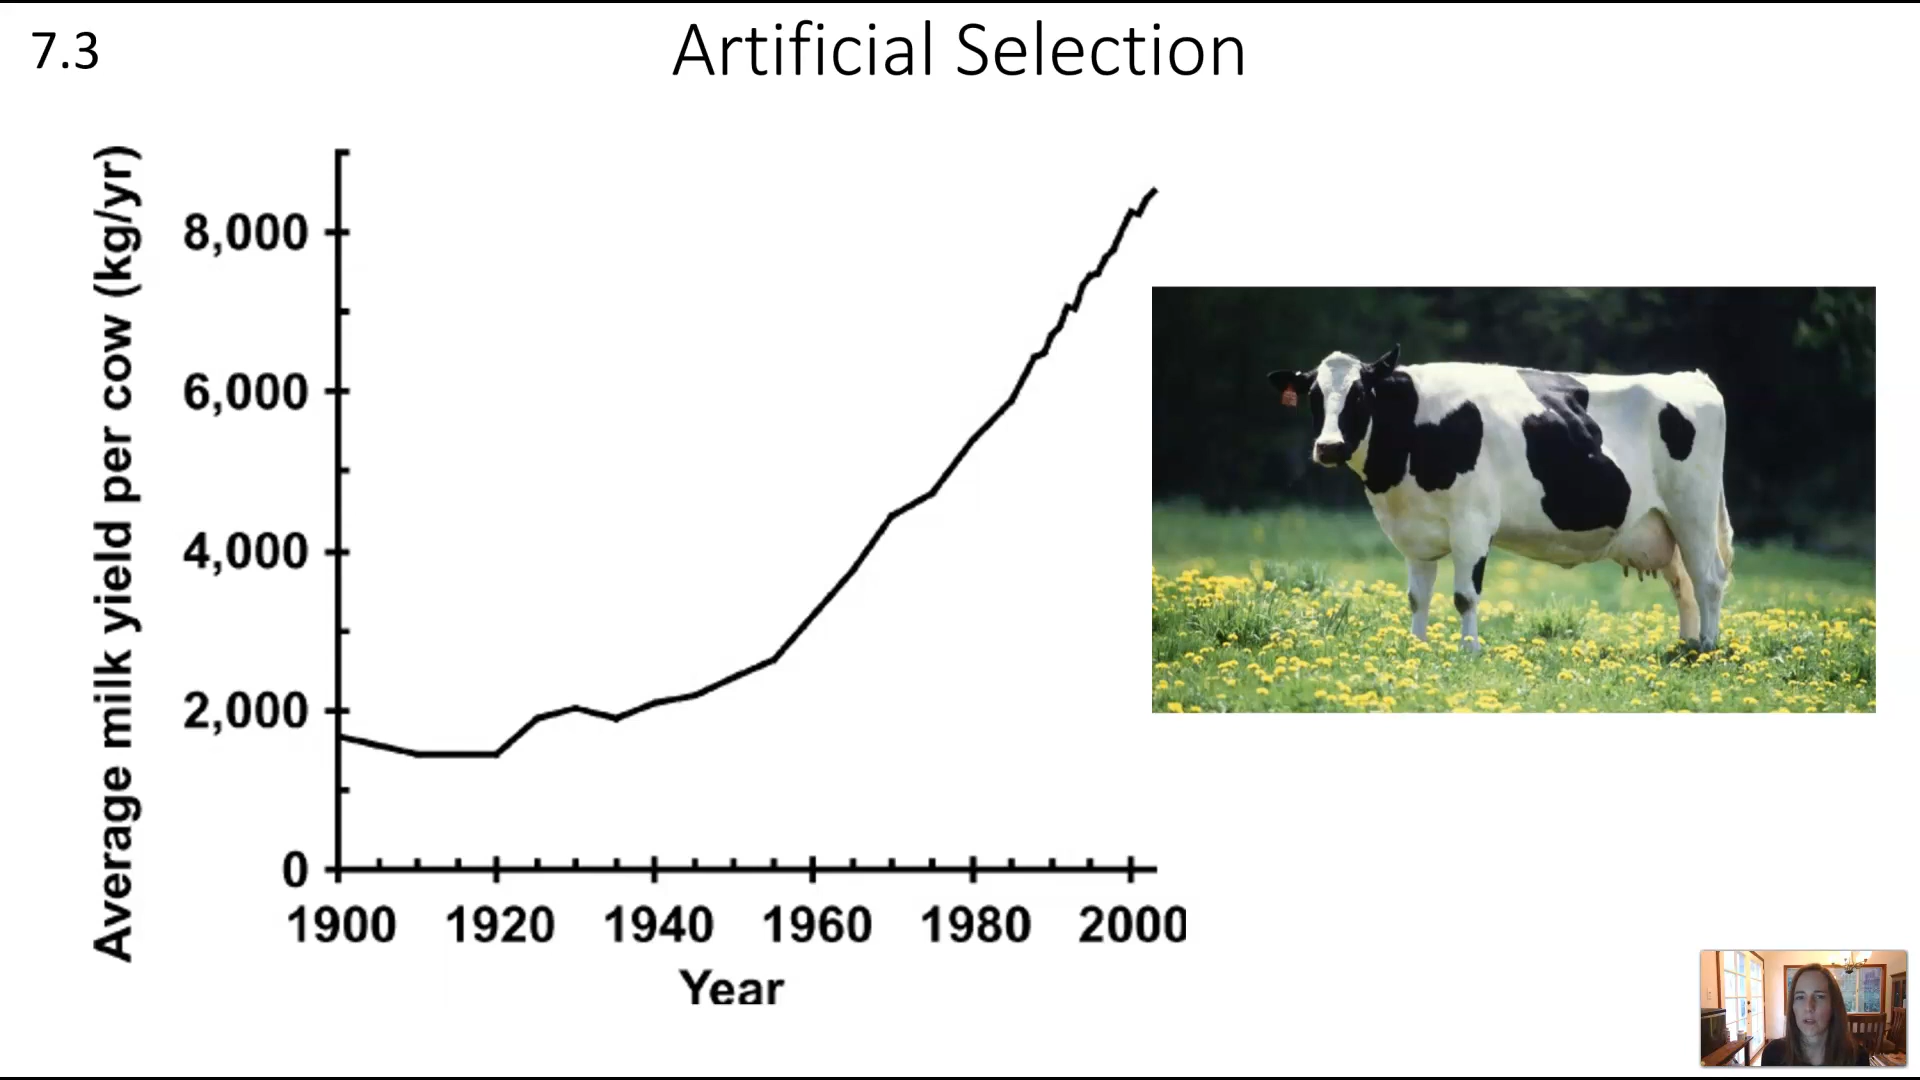 7.3
Artificial Selection
Average milk yield per cow (kg/yr)
8,000
6,000
4,000
2,000
0
1900 1920 1940 1960 1980 2000
Year